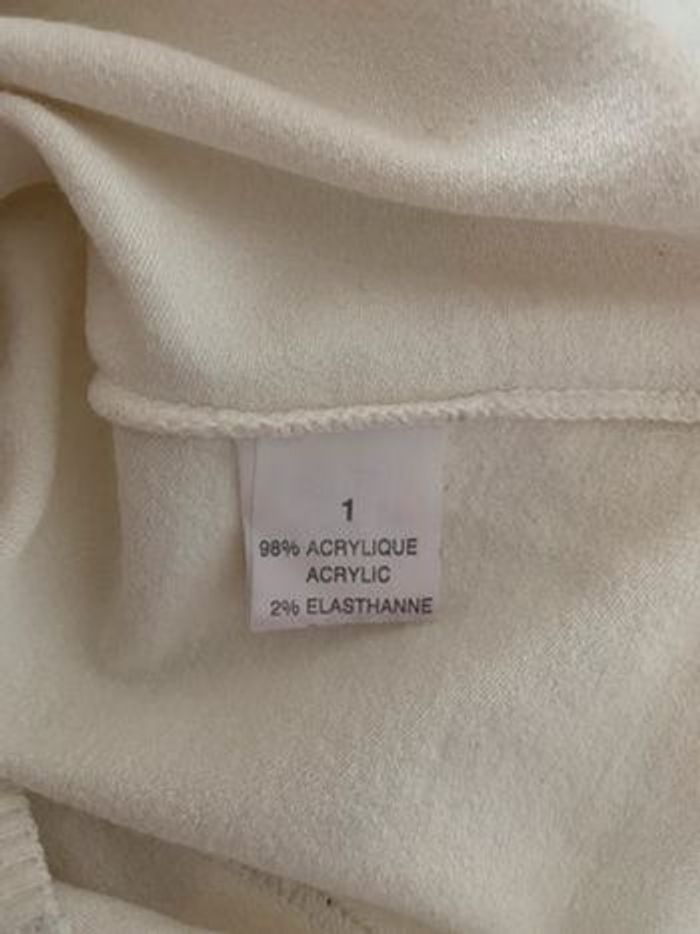 1
98% ACRYLIQUE
ACRYLIC
2% ELASTHANNE